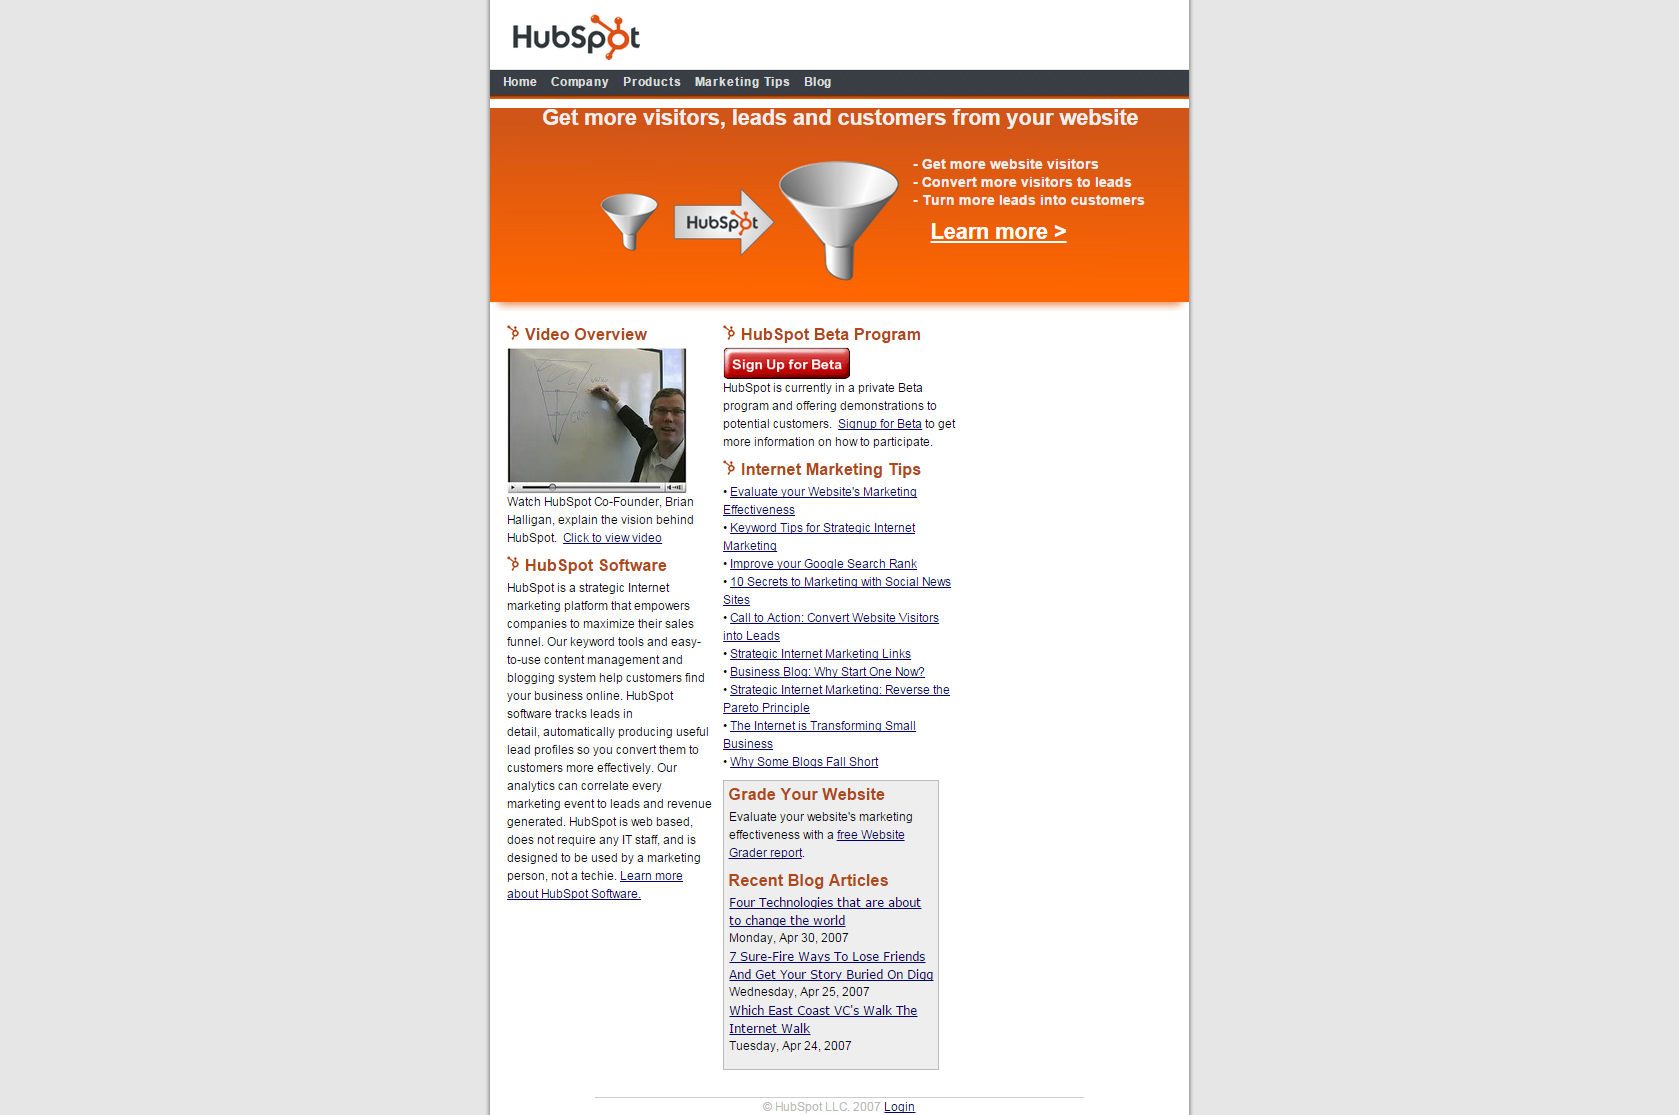 HubSpot
Home Company Products Marketing Tips Blog
Get more visitors, leads and customers from your website
- Get more website visitors
- Convert more visitors to leads
- Turn more leads into customers
HubSpot
Learn more >
Video Overview
Watch HubSpot Co-Founder, Brian
Halligan, explain the vision behind
HubSpot. Click to view video
HubSpot Software
HubSpot is a strategic Internet
marketing platform that empowers
companies to maximize their sales
funnel. Our keyword tools and easy-
to-use content management and
blogging system help customers find
your business online. HubSpot
software tracks leads in
detail, automatically producing useful
lead profiles so you convert them to
customers more effectively. Our
analytics can correlate every
marketing event to leads and revenue
generated. HubSpot is web based,
does not require any IT staff, and is
designed to be used by a marketing
person, not a techie. Learn more
about HubSpot Software.
HubSpot Beta Program
Sign Up for Beta
HubSpot is currently in a private Beta
program and offering demonstrations to
potential customers. Signup for Beta to get
more information on how to participate.
Internet Marketing Tips
• Evaluate your Website's Marketing
Effectiveness
• Keyword Tips for Strategic Internet
Marketing
• Improve your Google Search Rank
• 10 Secrets to Marketing with Social News
Sites
• Call to Action: Convert Website Visitors
into Leads
• Strategic Internet Marketing Links
• Business Blog: Why Start One Now?
• Strategic Internet Marketing: Reverse the
Pareto Principle
• The Internet is Transforming Small
Business
• Why Some Blogs Fall Short
Grade Your Website
Evaluate your website's marketing
effectiveness with a free Website
Grader report.
Recent Blog Articles
Four Technologies that are about
to change the world
Monday, Apr 30, 2007
7 Sure-Fire Ways To Lose Friends
And Get Your Story Buried On Digg
Wednesday, Apr 25, 2007
Which East Coast VC's Walk The
Internet Walk
Tuesday, Apr 24, 2007
© HubSpot LLC. 2007 Login